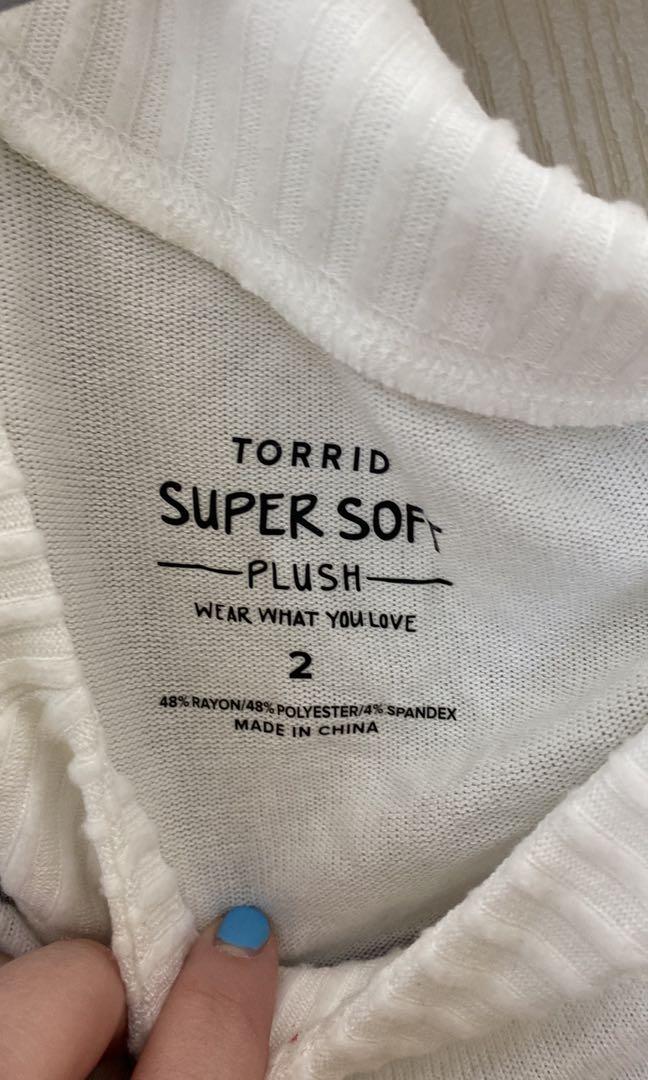 TORRID
SUPER SOFT
PLUSH
WEAR WHAT YOU LOVE
2
48% RAYON/48% POLYESTER/4% SPANDEX
MADE IN CHINA